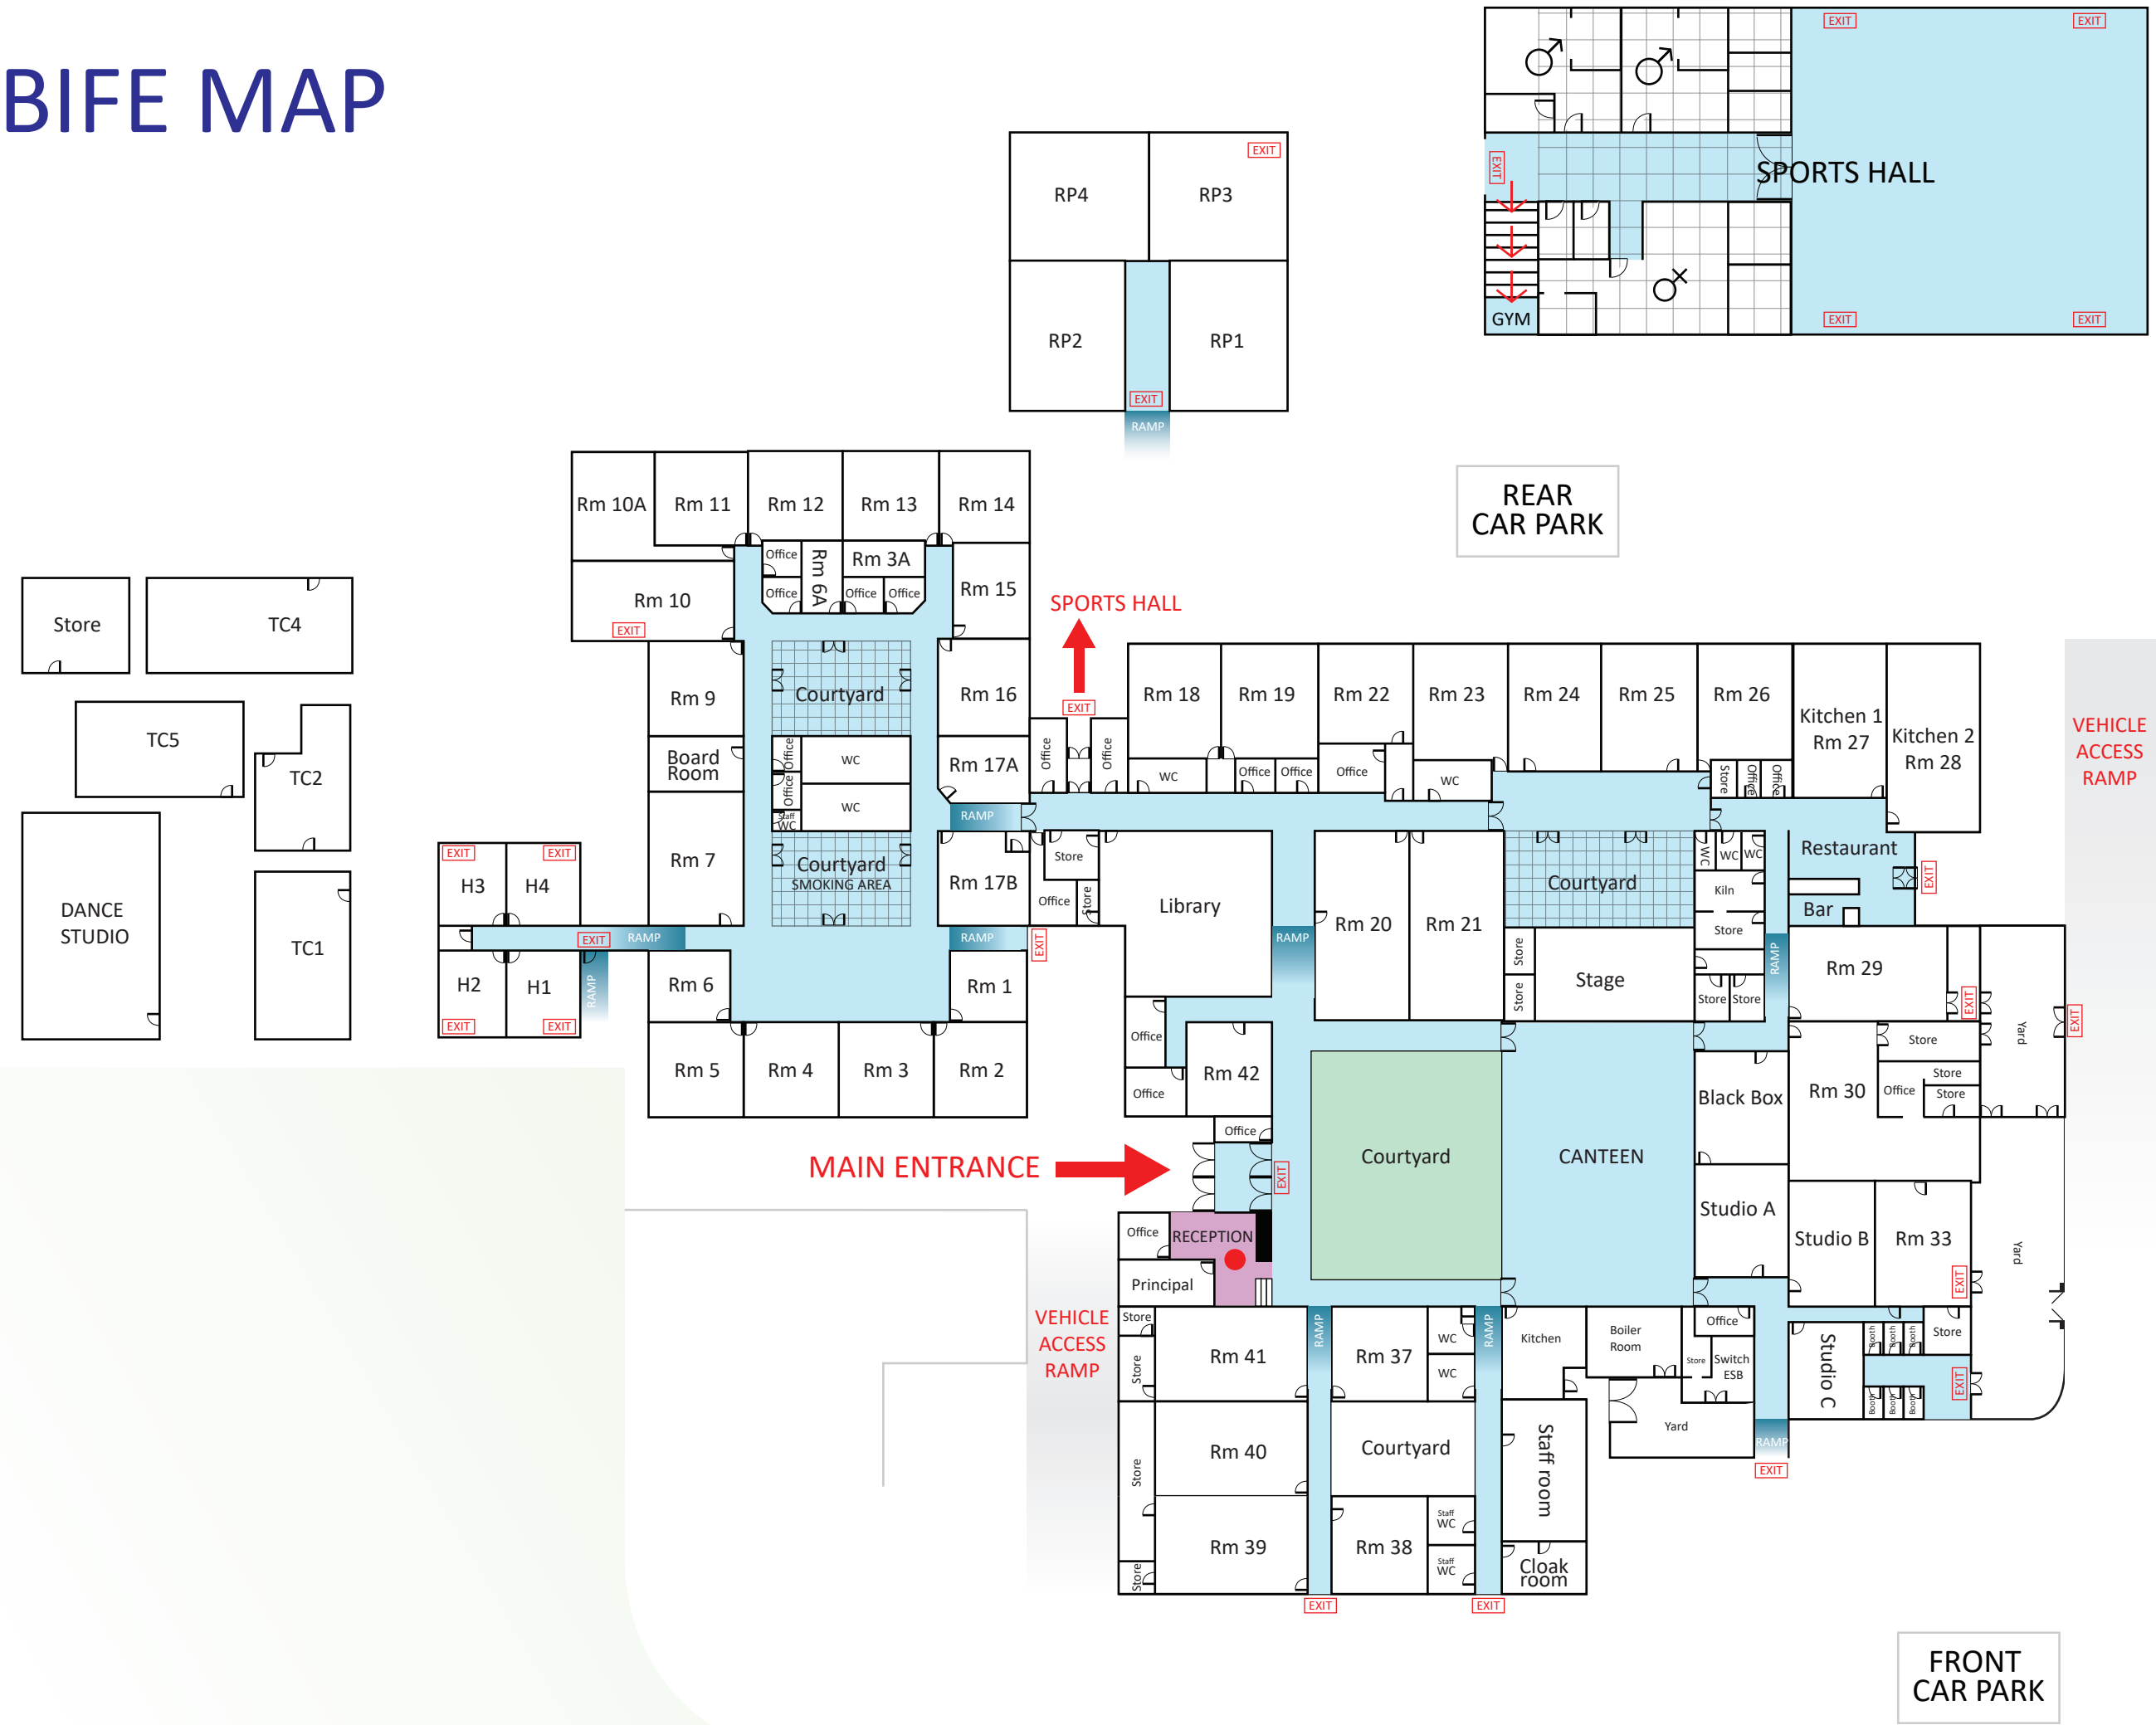 BIFE MAP
EXIT
EXIT
EXIT
SPORTS HALL
GYM
EXIT
EXIT
RP4
RP3
EXIT
RP2
RP1
EXIT
RAMP
REAR
CAR PARK
Rm 10A
Rm 11
Rm 12
Rm 13
Rm 14
Office
Rm 6A
Rm 3A
Office
Office
Office
Rm 15
Rm 10
EXIT
Store
TC4
TC5
TC2
DANCE
STUDIO
TC1
Rm 9
Courtyard
Rm 16
Board
Room
Office
WC
Office
WC
Staff
WC
Rm 17A
RAMP
Rm 7
Courtyard
SMOKING AREA
Rm 17B
EXIT
EXIT
H3
H4
EXIT
RAMP
RAMP
EXIT
RAMP
H2
H1
EXIT
EXIT
Rm 6
Rm 1
Rm 5
Rm 4
Rm 3
Rm 2
SPORTS HALL
EXIT
Office
Office
Rm 18
WC
Rm 19
Office
Office
Rm 22
Office
Rm 23
WC
Rm 24
Rm 25
Rm 26
Store
Office
Office
Kitchen 1
Rm 27
Kitchen 2
Rm 28
VEHICLE
ACCESS
RAMP
Store
Office
Store
Library
RAMP
Rm 20
Rm 21
Courtyard
WC
WC
WC
Kiln
Store
Restaurant
EXIT
Bar
Store
Store
Stage
Store
Store
RAMP
Rm 29
EXIT
Yard
EXIT
Office
Office
Rm 42
Office
Black Box
Rm 30
Store
Office
Store
Store
MAIN ENTRANCE
EXIT
Courtyard
CANTEEN
Studio A
Studio B
Rm 33
EXIT
Yard
Office
RECEPTION
Principal
VEHICLE
ACCESS
RAMP
Store
Store
Rm 41
RAMP
Rm 37
WC
WC
RAMP
Kitchen
Boiler
Room
Office
Store
Switch
ESB
Yard
RAMP
EXIT
Studio C
Booth
Booth
Booth
Store
Booth
Booth
Booth
EXIT
Store
Rm 40
Courtyard
Staff room
Rm 39
Store
Rm 38
Staff
WC
Staff
WC
Cloak
room
EXIT
EXIT
FRONT
CAR PARK